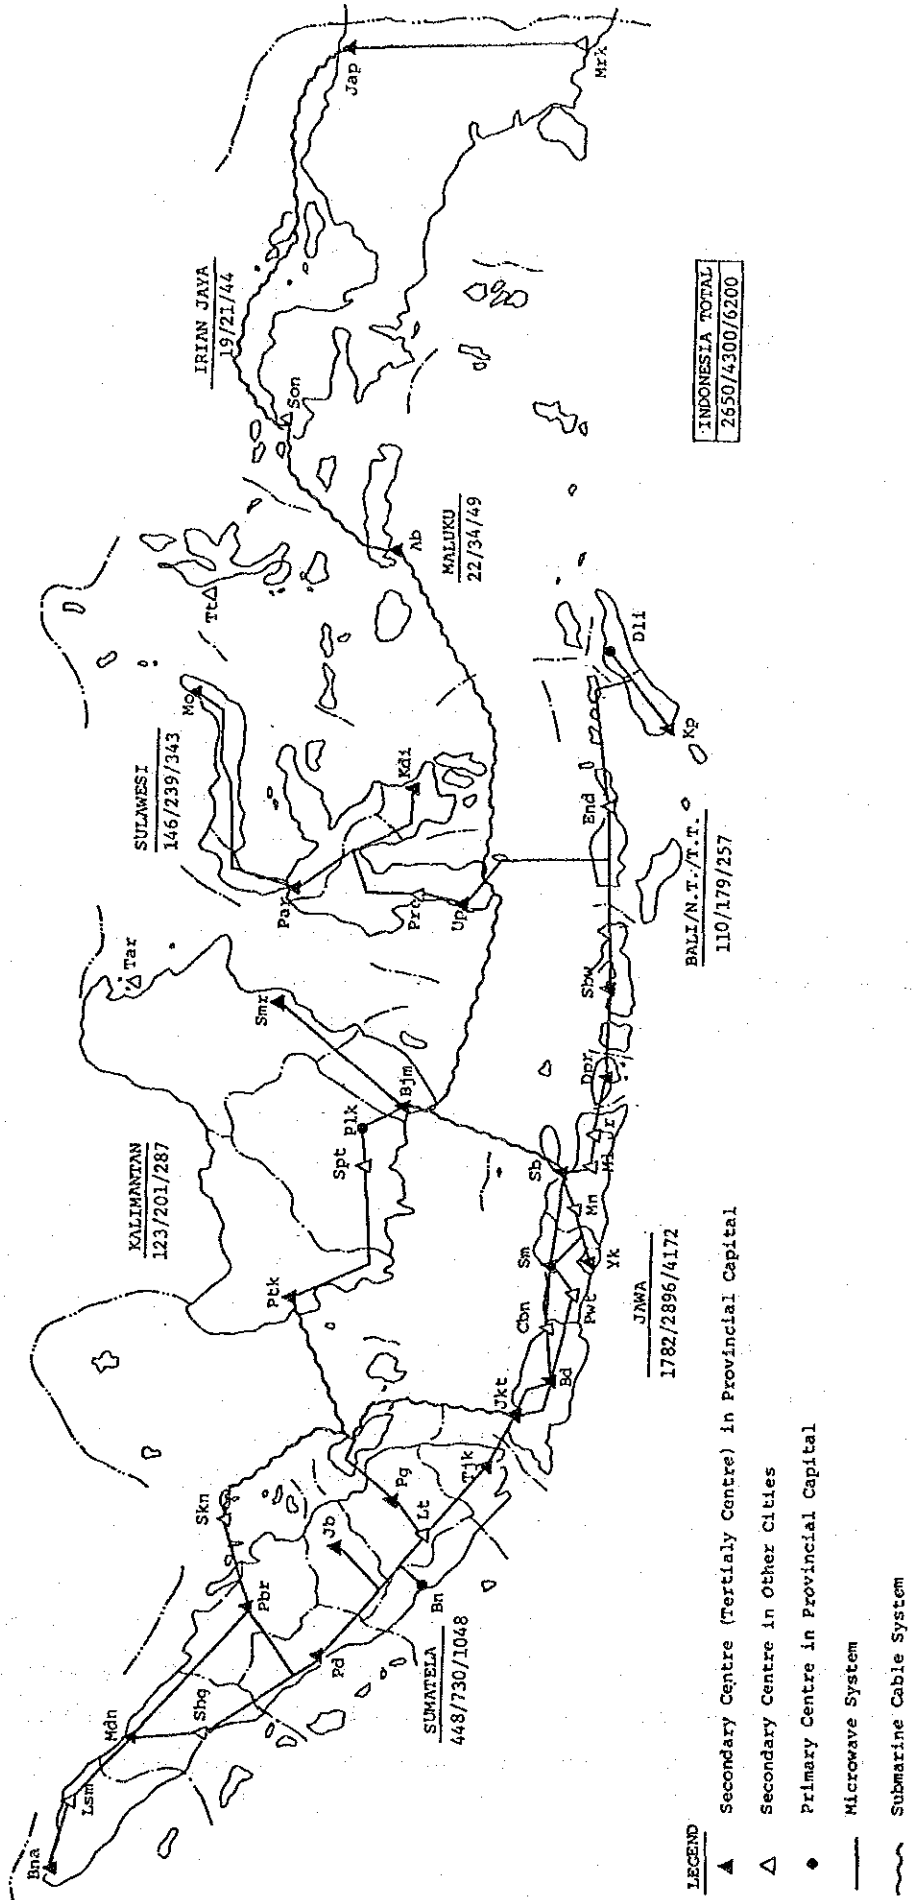 Bna
Lsm
Mdn
Sbg
Pbr
Skn
Pd
Jb
Bn
Pg
Lt
Tjk
SUMATELA
448/730/1048
Jkt
Bd
Cbn
Pwt
Sm
Yk
Mn
Sb
Ml
Jr
JAWA
1782/2896/4172
Ptk
Spt
Plk
Bjm
Smr
Tar
KALIMANTAN
123/201/287
Dpr
Sbw
End
Kp
Dli
BALI/N.T./T.T.
110/179/257
Par
Pre
Up
Kdi
Mo
SULAWESI
146/239/343
Tt
Ab
MALUKU
22/34/49
Son
Jap
Mrk
IRIAN JAYA
19/21/44
INDONESIA TOTAL
2650/4300/6200
LEGEND
Secondary Centre (Tertialy Centre) in Provincial Capital
Secondary Centre in Other Cities
Primary Centre in Provincial Capital
Microwave System
Submarine Cable System